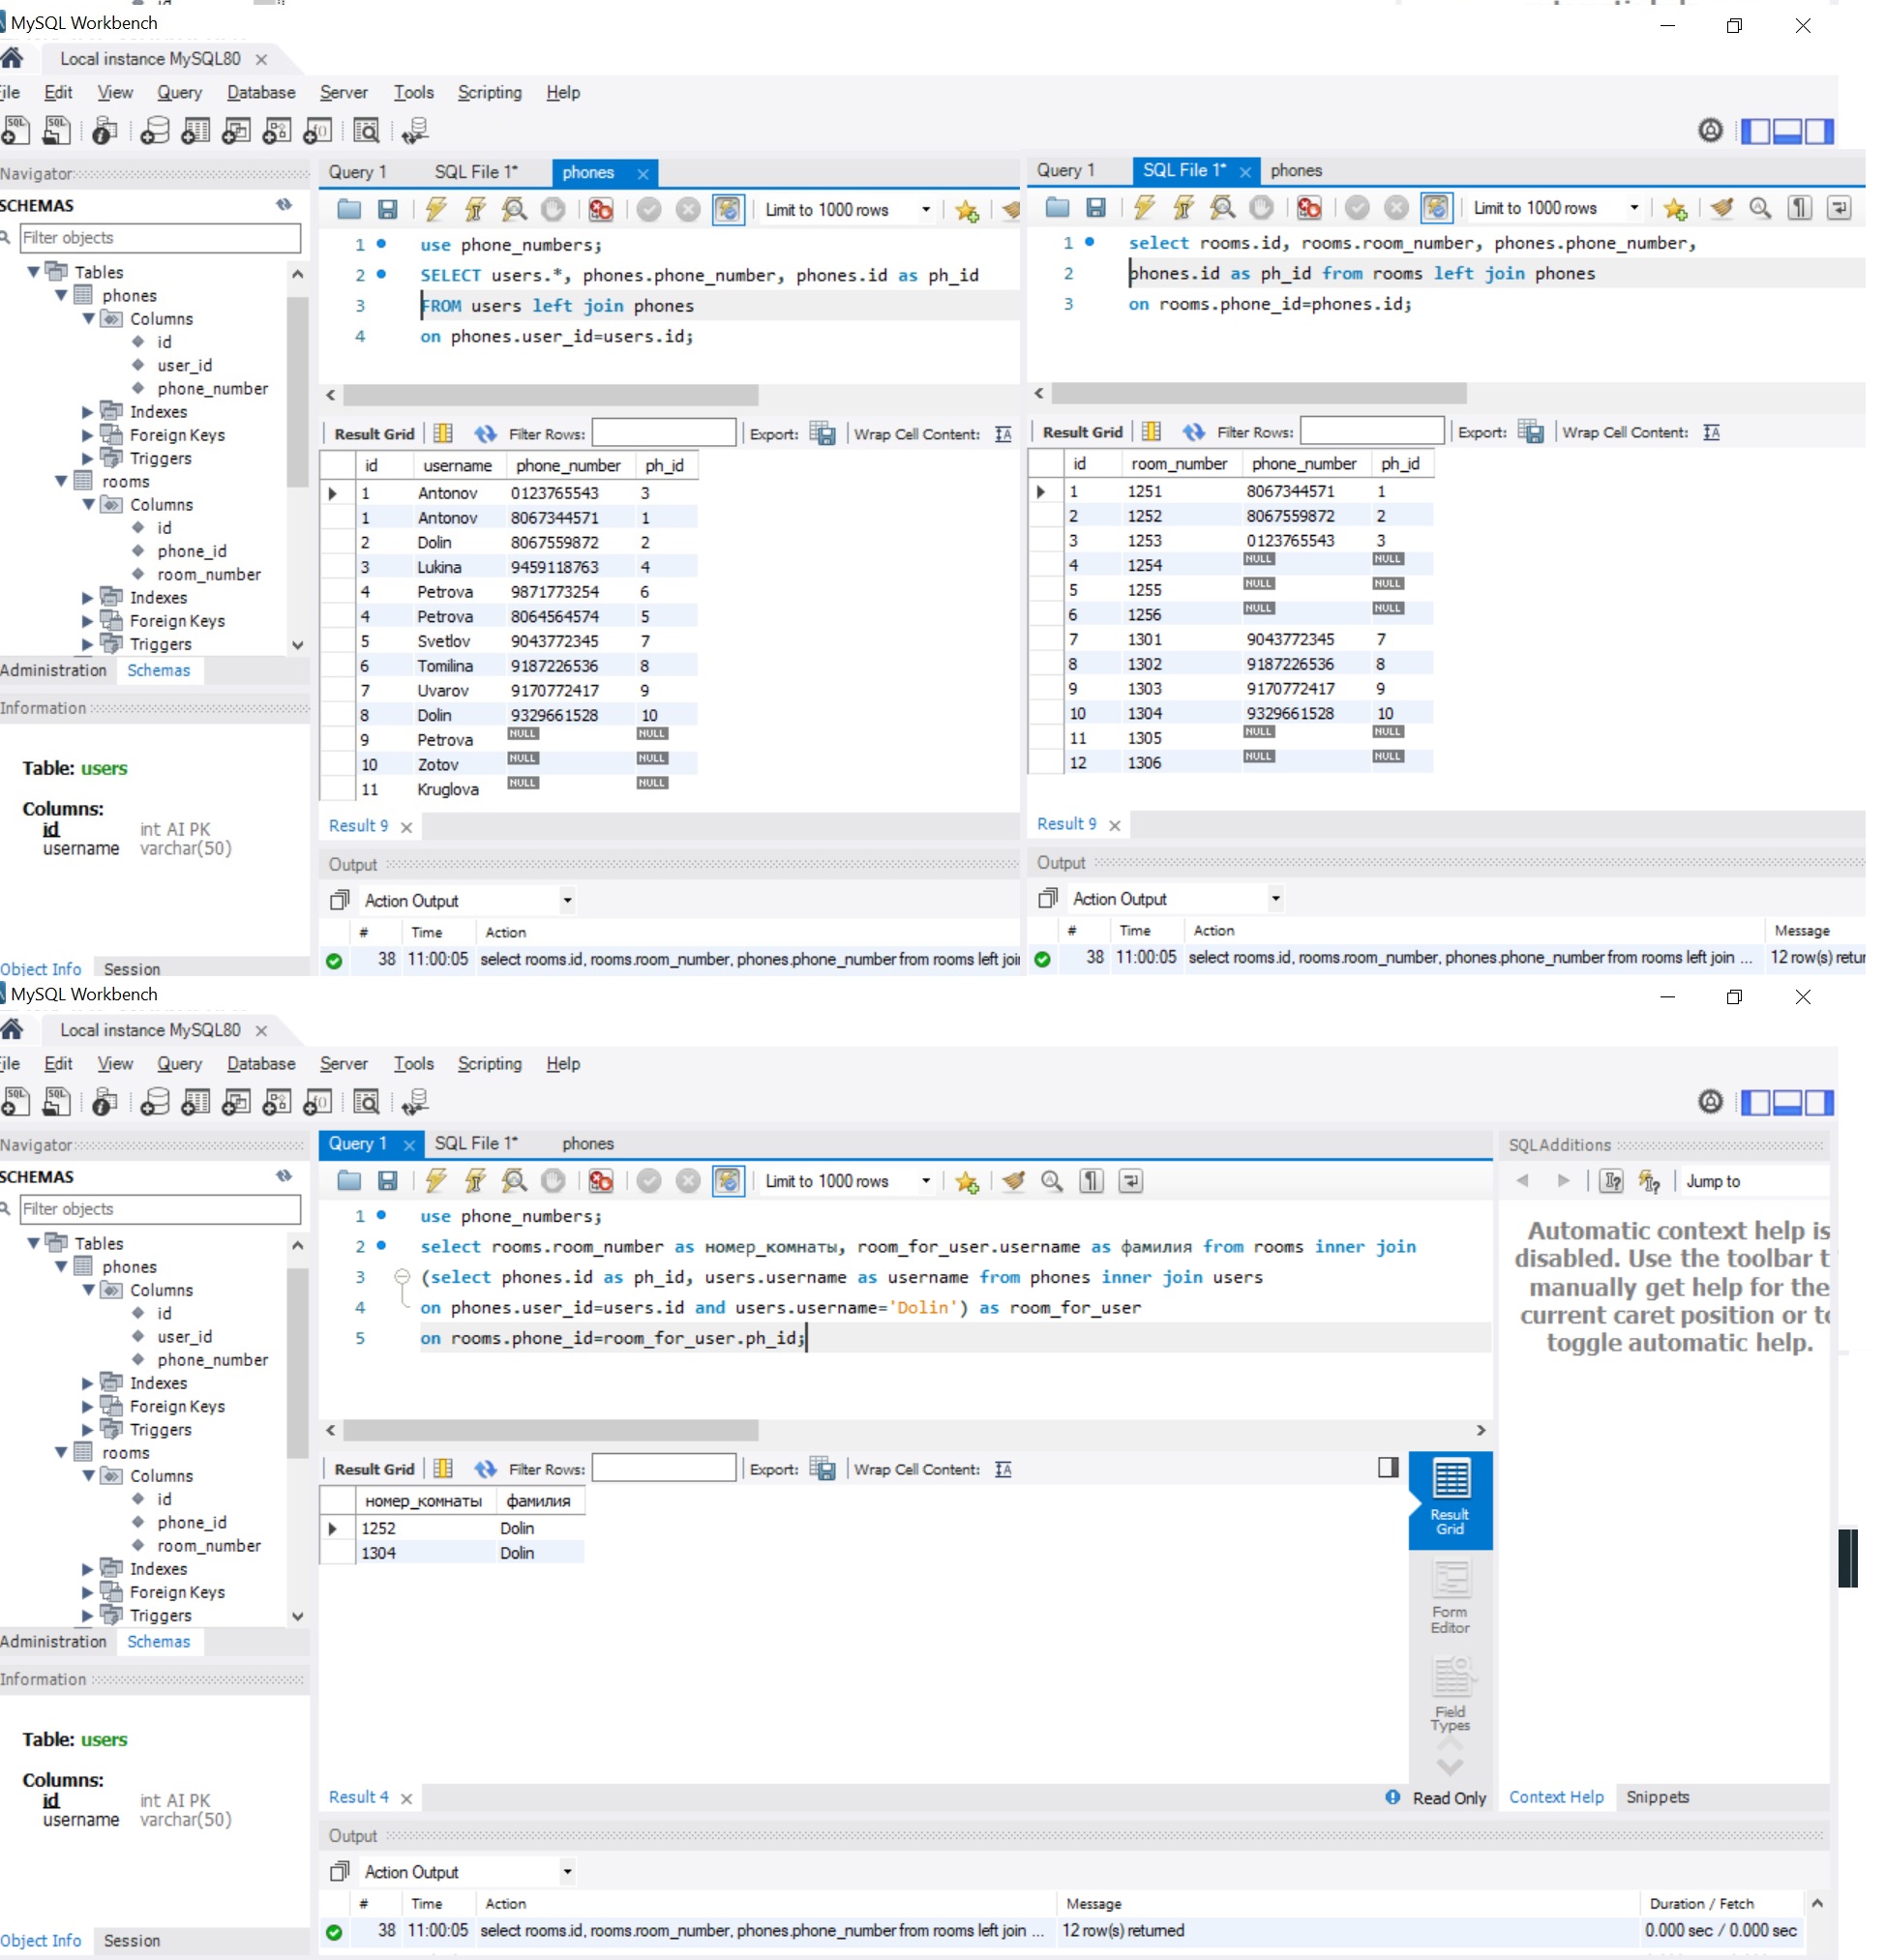 MySQL Workbench
Local instance MySQL80
Edit View Query Database Server Tools Scripting Help
Navigator
SCHEMAS
Filter objects
Tables
phones
Columns
id
user_id
phone_number
Indexes
Foreign Keys
Triggers
rooms
Columns
id
phone_id
room_number
Indexes
Foreign Keys
Triggers
Administration Schemas
Information
Table: users
Columns:
id int AI PK
username varchar(50)
Object Info Session
Query 1 SQL File 1* phones
Limit to 1000 rows
1 use phone_numbers;
2 SELECT users.*, phones.phone_number, phones.id as ph_id
3 FROM users left join phones
4 on phones.user_id=users.id;
Result Grid Filter Rows: Export: Wrap Cell Content:
id username phone_number ph_id
1 Antonov 0123765543 3
1 Antonov 8067344571 1
2 Dolin 8067559872 2
3 Lukina 9459118763 4
4 Petrova 9871773254 6
4 Petrova 8064564574 5
5 Svetlov 9043772345 7
6 Tomilina 9187226536 8
7 Uvarov 9170772417 9
8 Dolin 9329661528 10
9 Petrova NULL NULL
10 Zotov NULL NULL
11 Kruglova NULL NULL
Result 9
Output
Action Output
# Time Action
38 11:00:05 select rooms.id, rooms.room_number, phones.phone_number from rooms left
Query 1 SQL File 1* phones
Limit to 1000 rows
1 select rooms.id, rooms.room_number, phones.phone_number,
2 phones.id as ph_id from rooms left join phones
3 on rooms.phone_id=phones.id;
Result Grid Filter Rows: Export: Wrap Cell Content:
id room_number phone_number ph_id
1 1251 8067344571 1
2 1252 8067559872 2
3 1253 0123765543 3
4 1254 NULL NULL
5 1255 NULL NULL
6 1256 NULL NULL
7 1301 9043772345 7
8 1302 9187226536 8
9 1303 9170772417 9
10 1304 9329661528 10
11 1305 NULL NULL
12 1306 NULL NULL
Result 9
Output
Action Output
# Time Action Message
38 11:00:05 select rooms.id, rooms.room_number, phones.phone_number from rooms left join ... 12 row(s)
MySQL Workbench
Local instance MySQL80
Edit View Query Database Server Tools Scripting Help
Navigator
SCHEMAS
Filter objects
Tables
phones
Columns
id
user_id
phone_number
Indexes
Foreign Keys
Triggers
rooms
Columns
id
phone_id
room_number
Indexes
Foreign Keys
Triggers
Administration Schemas
Information
Table: users
Columns:
id int AI PK
username varchar(50)
Object Info Session
Query 1 SQL File 1* phones
Limit to 1000 rows
1 use phone_numbers;
2 select rooms.room_number as номер_комнаты, room_for_user.username as фамилия from rooms inner join
3 (select phones.id as ph_id, users.username as username from phones inner join users
4 on phones.user_id=users.id and users.username='Dolin') as room_for_user
5 on rooms.phone_id=room_for_user.ph_id;
Result Grid Filter Rows: Export: Wrap Cell Content:
номер_комнаты фамилия
1252 Dolin
1304 Dolin
Result Grid
Form Editor
Field Types
Result 4
Read Only
SQLAdditions
Jump to
Automatic context help is
disabled. Use the toolbar
manually get help for the
current caret position or
toggle automatic help.
Context Help Snippets
Output
Action Output
# Time Action Message Duration / Fetch
38 11:00:05 select rooms.id, rooms.room_number, phones.phone_number from rooms left join ... 12 row(s) returned 0.000 sec / 0.000 sec